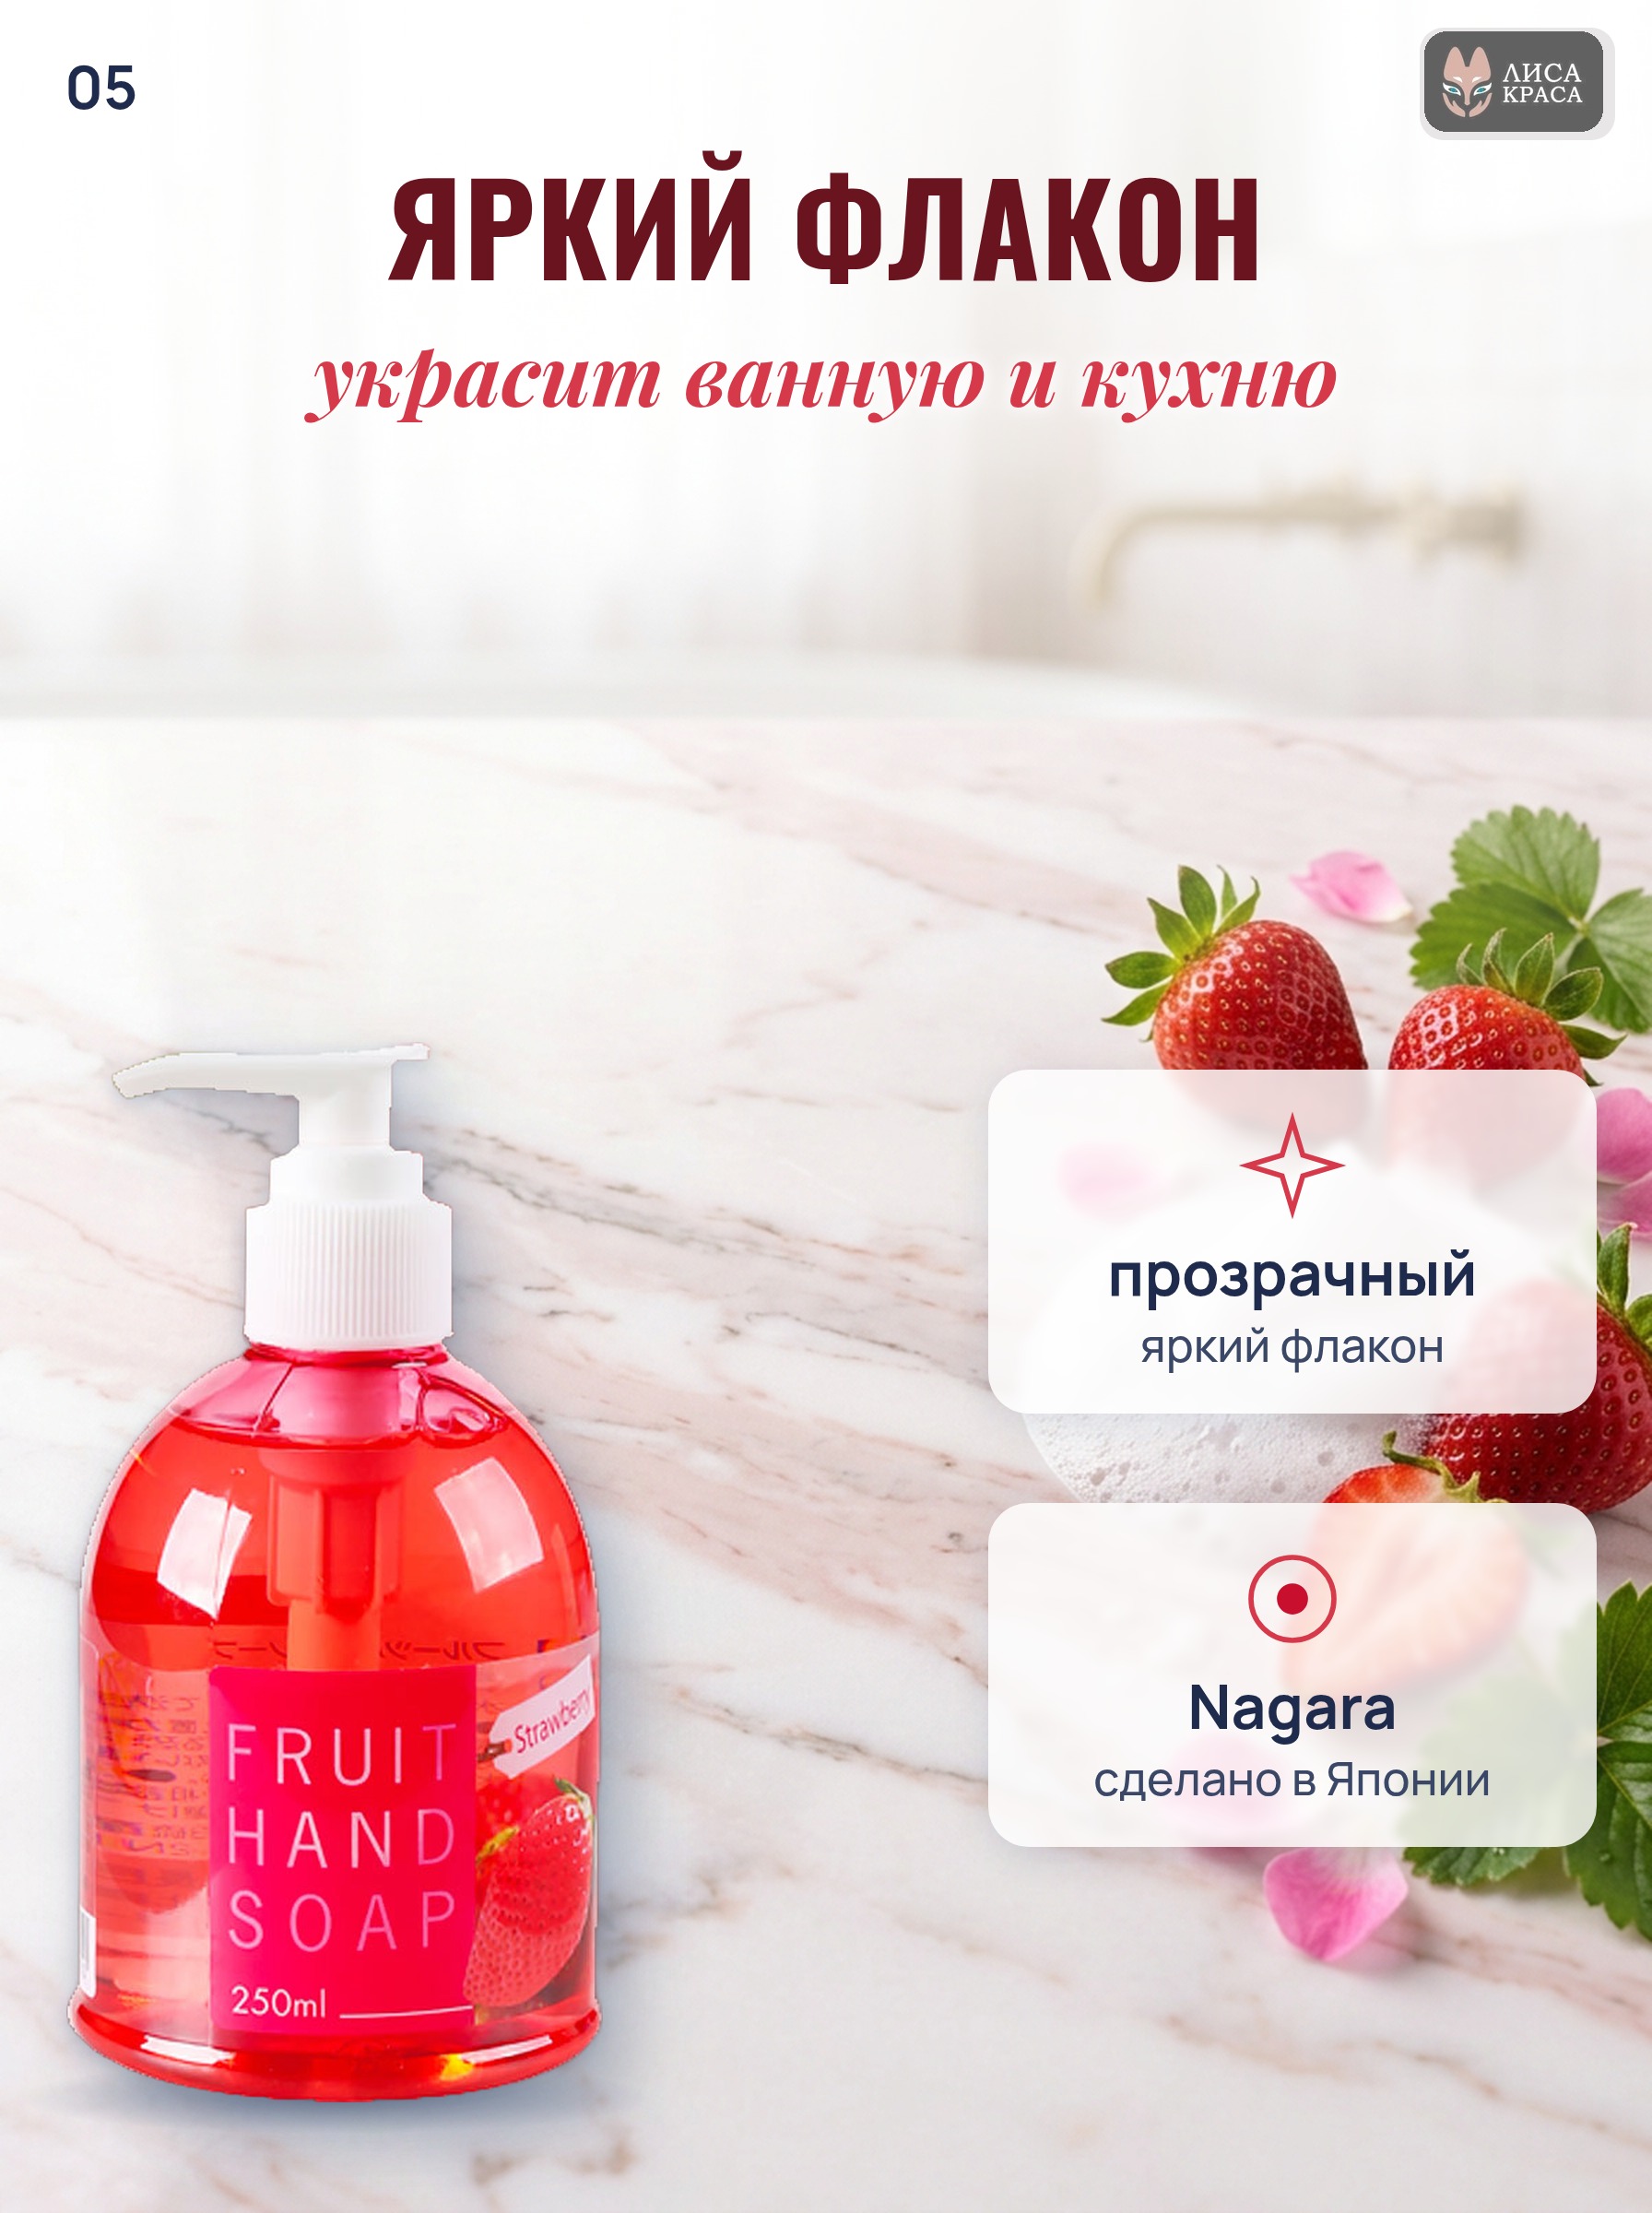 05
ЛИСА
КРАСА
ЯРКИЙ ФЛАКОН
украсит ванную и кухню
прозрачный
яркий флакон
Nagara
сделано в Японии
Strawberry
FRUIT
HAND
SOAP
250ml